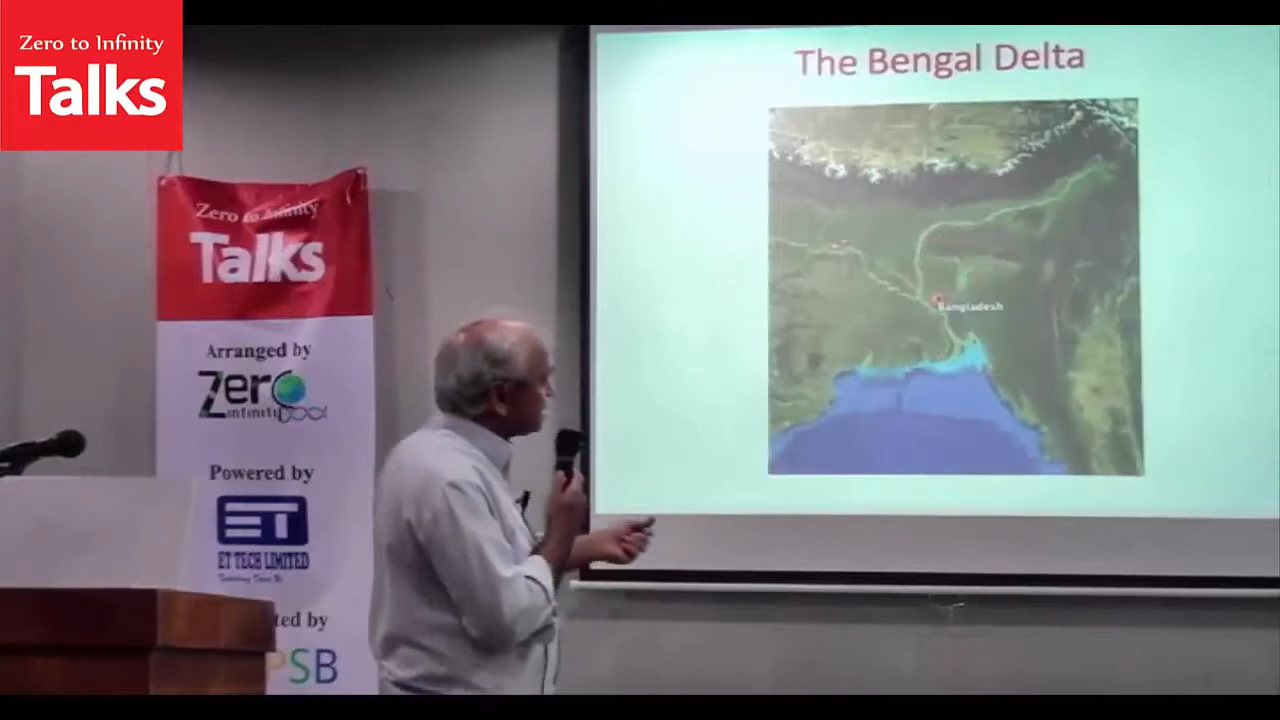 Zero to Infinity
Talks
The Bengal Delta
Bangladesh
Zero to Infinity
Talks
Arranged by
Zero
infinity
Powered by
ET
ET TECH LIMITED
ted by
PSB